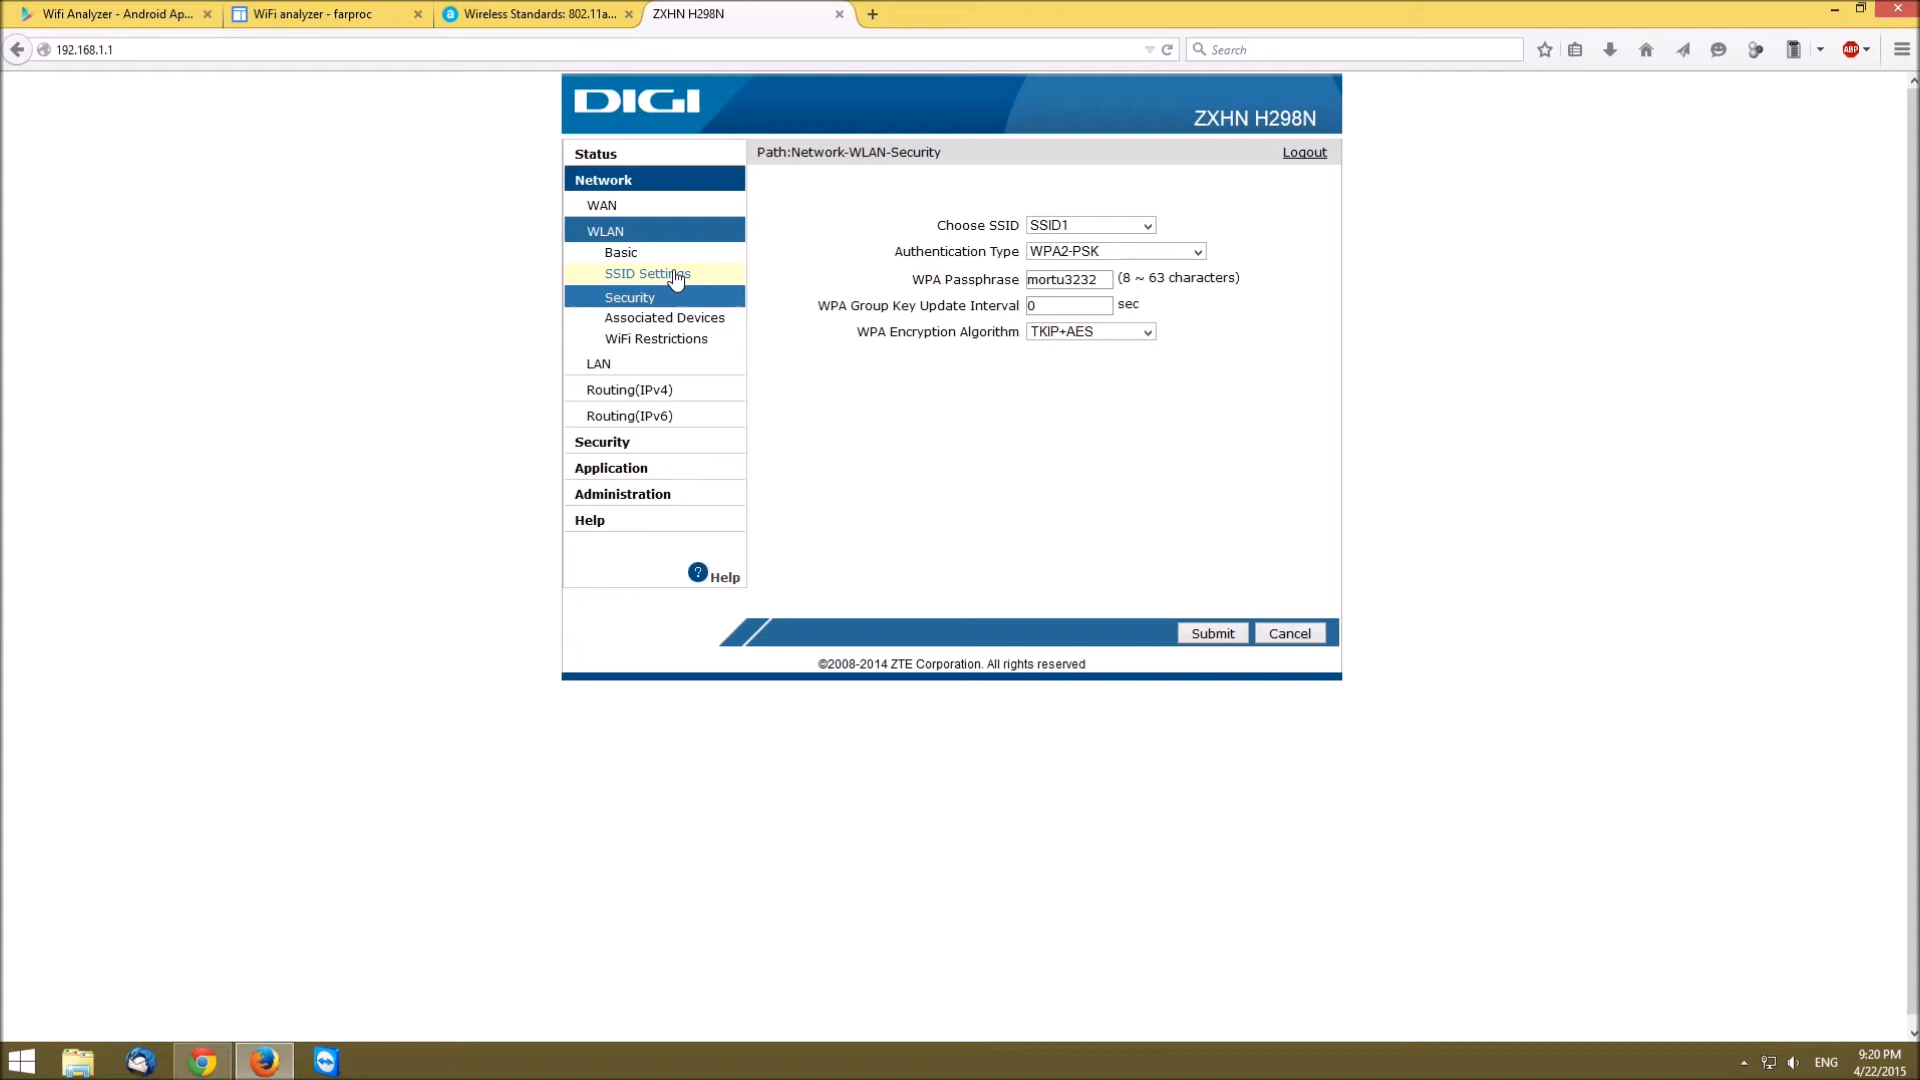 Wifi Analyzer - Android Ap...
WiFi analyzer - farproc
Wireless Standards: 802.11a...
ZXHN H298N
192.168.1.1
Search
ABP
DIGI
ZXHN H298N
Path:Network-WLAN-Security
Logout
Status
Network
WAN
WLAN
Basic
SSID Settings
Security
Associated Devices
WiFi Restrictions
LAN
Routing(IPv4)
Routing(IPv6)
Security
Application
Administration
Help
? Help
Choose SSID SSID1
Authentication Type WPA2-PSK
WPA Passphrase mortu3232 (8 ~ 63 characters)
WPA Group Key Update Interval 0 sec
WPA Encryption Algorithm TKIP+AES
Submit Cancel
©2008-2014 ZTE Corporation. All rights reserved
ENG
9:20 PM
4/22/2015